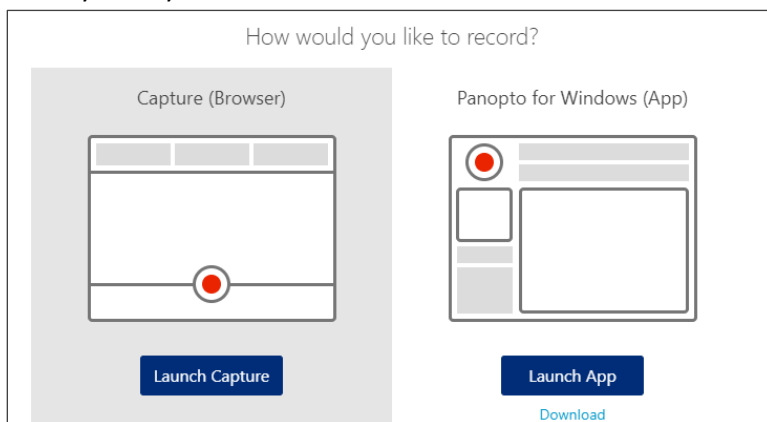 How would you like to record?
Capture (Browser)
Panopto for Windows (App)
Launch Capture
Launch App
Download